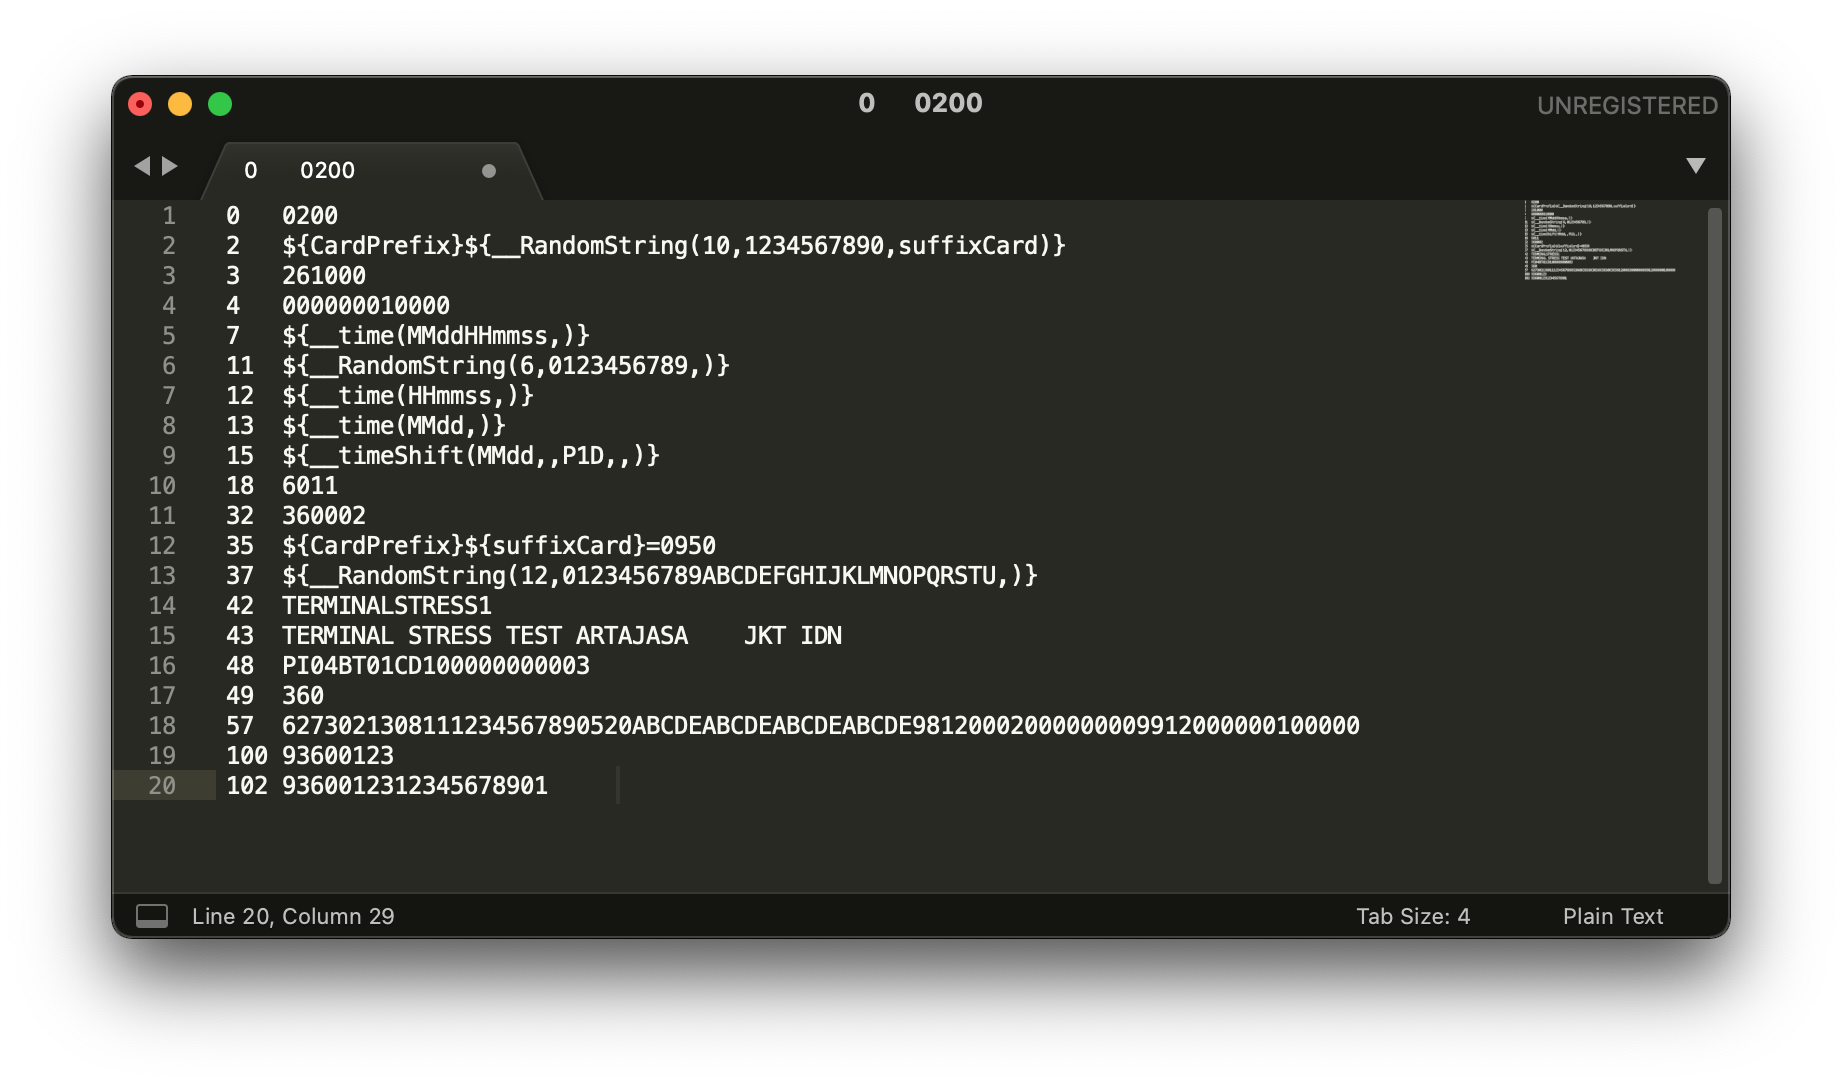 0 0200
UNREGISTERED
0 0200
1 0 0200
2 2 ${CardPrefix}${__RandomString(10,1234567890,suffixCard)}
3 3 261000
4 4 000000010000
5 7 ${__time(MMddHHmmss,)}
6 11 ${__RandomString(6,0123456789,)}
7 12 ${__time(HHmmss,)}
8 13 ${__time(MMdd,)}
9 15 ${__timeShift(MMdd,,P1D,,)}
10 18 6011
11 32 360002
12 35 ${CardPrefix}${suffixCard}=0950
13 37 ${__RandomString(12,0123456789ABCDEFGHIJKLMNOPQRSTU,)}
14 42 TERMINALSTRESS1
15 43 TERMINAL STRESS TEST ARTAJASA    JKT IDN
16 48 PI04BT01CD100000000003
17 49 360
18 57 6273021308111234567890520ABCDEABCDEABCDEABCDE98120002000000009912000000100000
19 100 93600123
20 102 9360012312345678901
Line 20, Column 29
Tab Size: 4
Plain Text